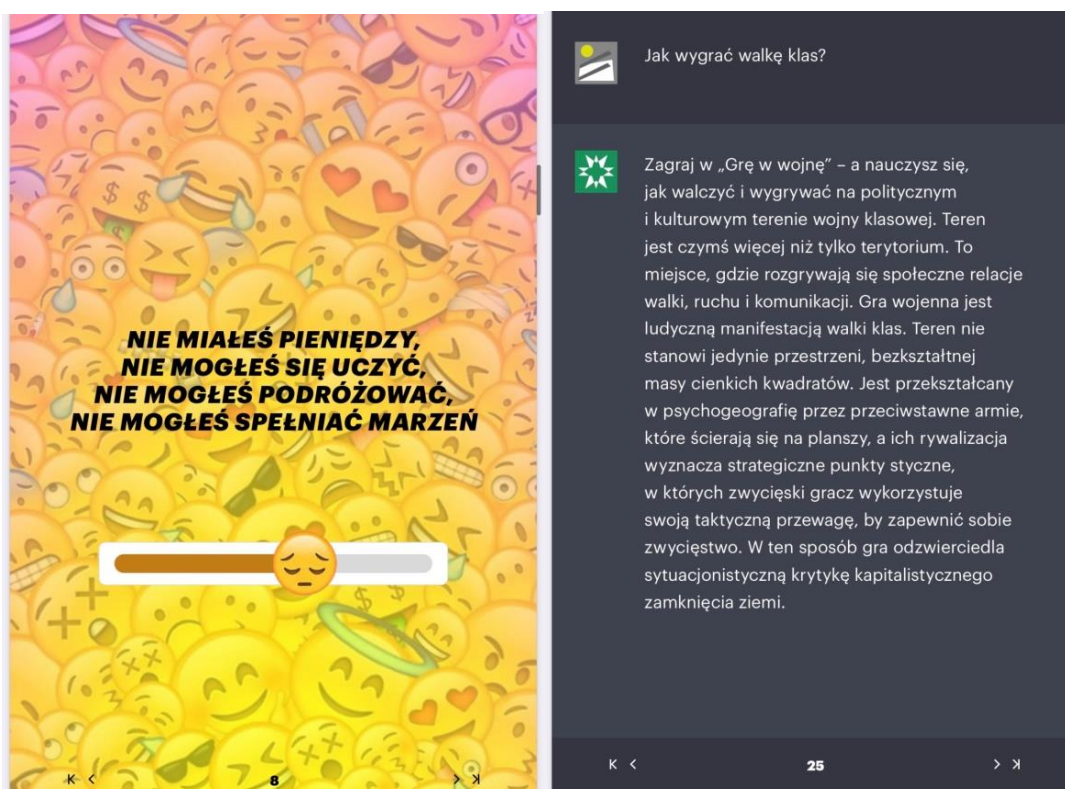 NIE MIAŁEŚ PIENIĘDZY,
NIE MOGŁEŚ SIĘ UCZYĆ,
NIE MOGŁEŚ PODRÓŻOWAĆ,
NIE MOGŁEŚ SPEŁNIAĆ MARZEŃ
8
Jak wygrać walkę klas?
Zagraj w „Grę w wojnę” – a nauczysz się,
jak walczyć i wygrywać na politycznym
i kulturowym terenie wojny klasowej. Teren
jest czymś więcej niż tylko terytorium. To
miejsce, gdzie rozgrywają się społeczne relacje
walki, ruchu i komunikacji. Gra wojenna jest
ludyczną manifestacją walki klas. Teren nie
stanowi jedynie przestrzeni, bezkształtnej
masy cienkich kwadratów. Jest przekształcany
w psychogeografię przez przeciwstawne armie,
które ścierają się na planszy, a ich rywalizacja
wyznacza strategiczne punkty styczne,
w których zwycięski gracz wykorzystuje
swoją taktyczną przewagę, by zapewnić sobie
zwycięstwo. W ten sposób gra odzwierciedla
sytuacjonistyczną krytykę kapitalistycznego
zamknięcia ziemi.
25